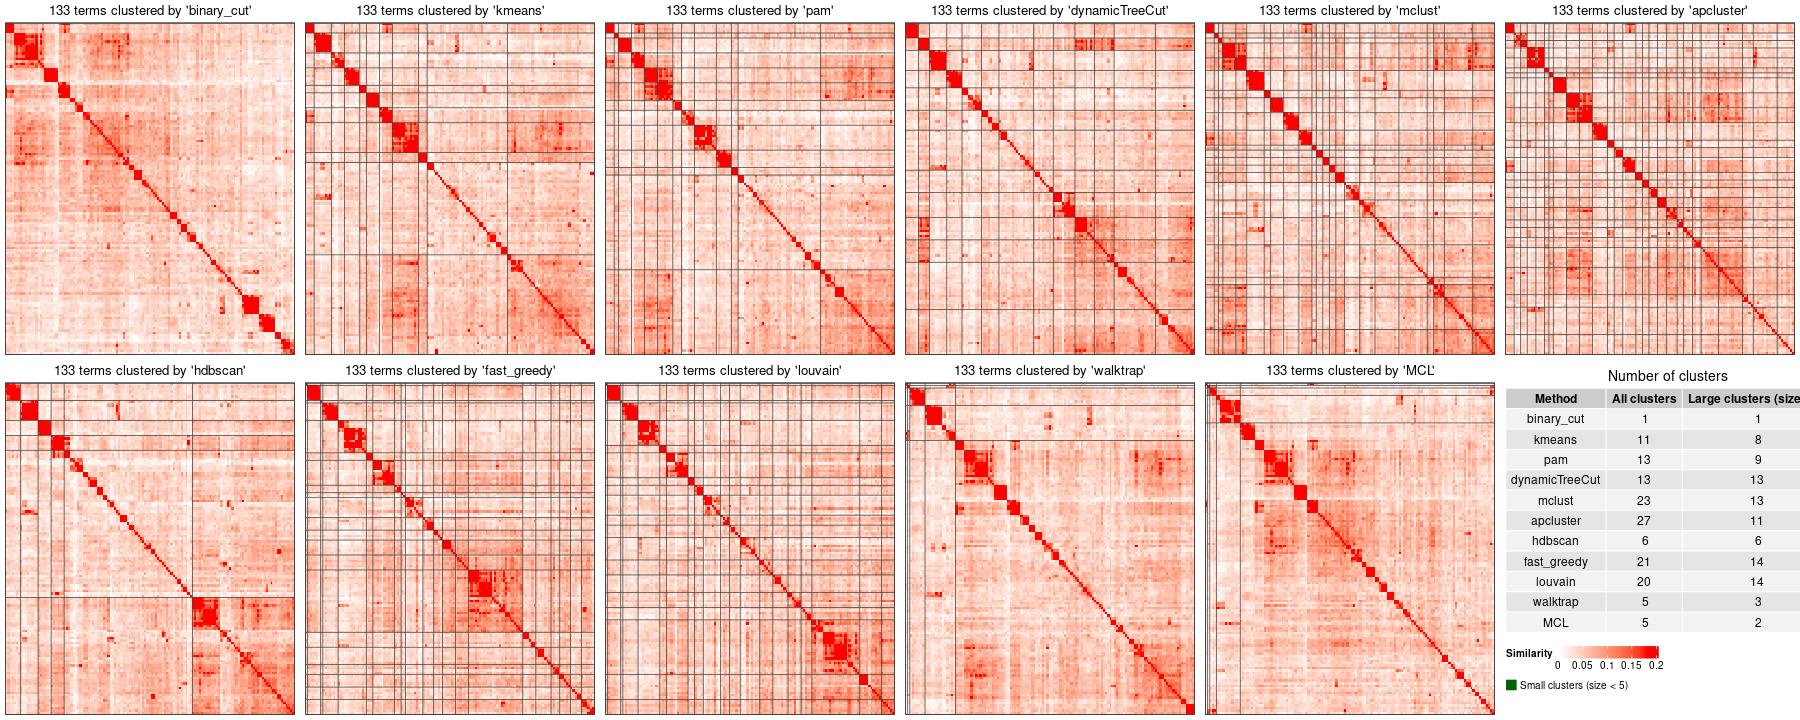 133 terms clustered by 'binary_cut'
133 terms clustered by 'kmeans'
133 terms clustered by 'pam'
133 terms clustered by 'dynamicTreeCut'
133 terms clustered by 'mclust'
133 terms clustered by 'apcluster'
133 terms clustered by 'hdbscan'
133 terms clustered by 'fast_greedy'
133 terms clustered by 'louvain'
133 terms clustered by 'walktrap'
133 terms clustered by 'MCL'
Number of clusters
Method All clusters Large clusters (size
binary_cut 1 1
kmeans 11 8
pam 13 9
dynamicTreeCut 13 13
mclust 23 13
apcluster 27 11
hdbscan 6 6
fast_greedy 21 14
louvain 20 14
walktrap 5 3
MCL 5 2
Similarity
0 0.05 0.1 0.15 0.2
Small clusters (size < 5)